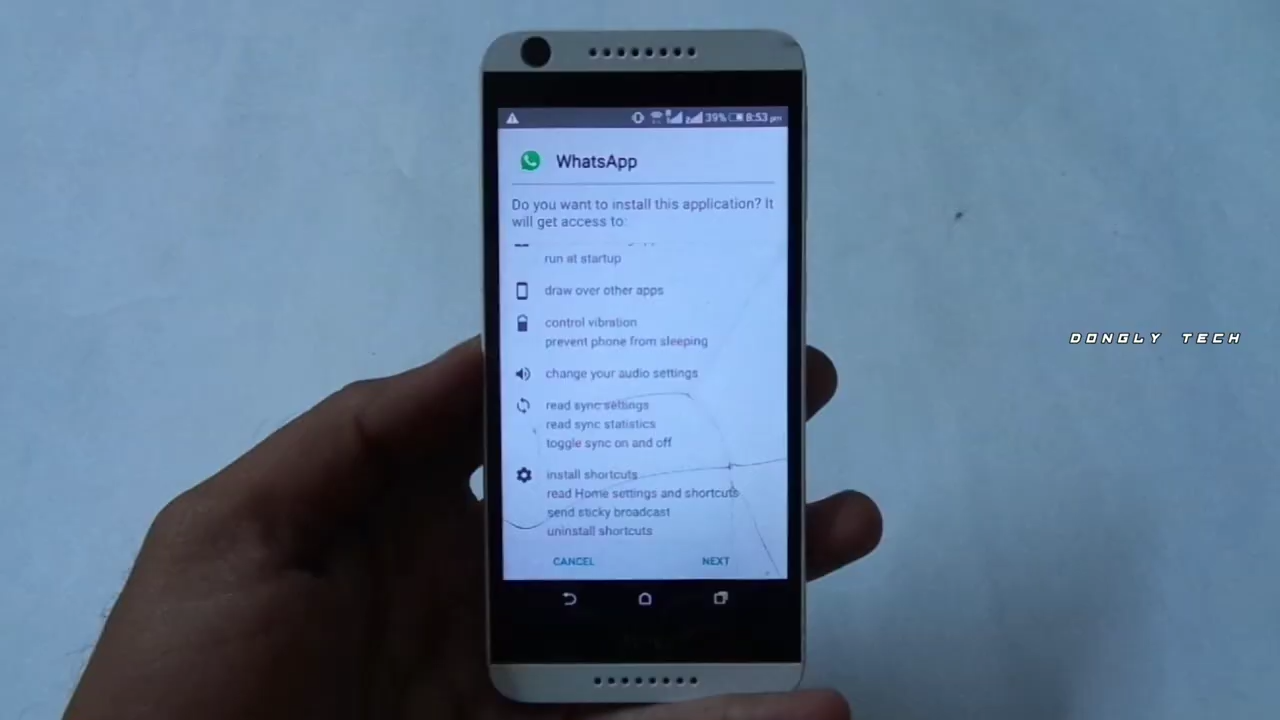 39% 8:53 pm
WhatsApp
Do you want to install this application? It
will get access to:
run at startup
draw over other apps
control vibration
prevent phone from sleeping
change your audio settings
read sync settings
read sync statistics
toggle sync on and off
install shortcuts
read Home settings and shortcuts
send sticky broadcast
uninstall shortcuts
CANCEL NEXT
DONGLY TECH